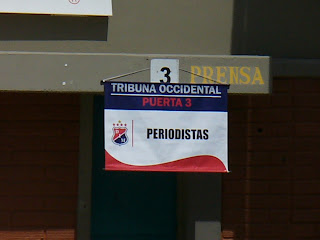 3 PRENSA
TRIBUNA OCCIDENTAL
PUERTA 3
PERIODISTAS